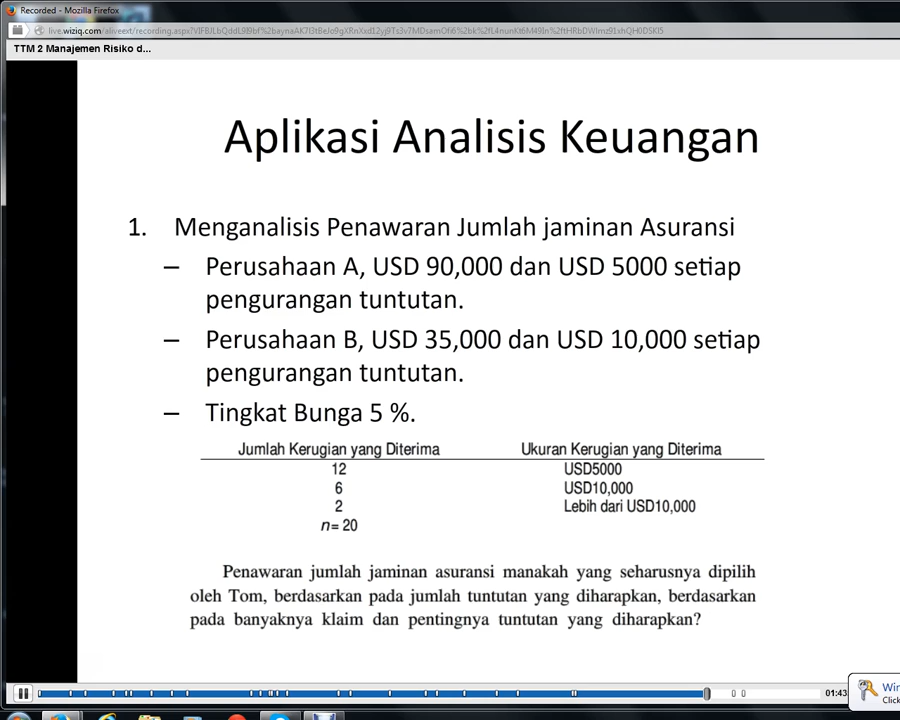 Recorded - Mozilla Firefox
TTM 2 Manajemen Risiko d...
Aplikasi Analisis Keuangan
1. Menganalisis Penawaran Jumlah jaminan Asuransi
– Perusahaan A, USD 90,000 dan USD 5000 setiap
pengurangan tuntutan.
– Perusahaan B, USD 35,000 dan USD 10,000 setiap
pengurangan tuntutan.
– Tingkat Bunga 5 %.
Jumlah Kerugian yang Diterima Ukuran Kerugian yang Diterima
12 USD5000
6 USD10,000
2 Lebih dari USD10,000
n= 20
Penawaran jumlah jaminan asuransi manakah yang seharusnya dipilih
oleh Tom, berdasarkan pada jumlah tuntutan yang diharapkan, berdasarkan
pada banyaknya klaim dan pentingnya tuntutan yang diharapkan?
01:43
Win
Click